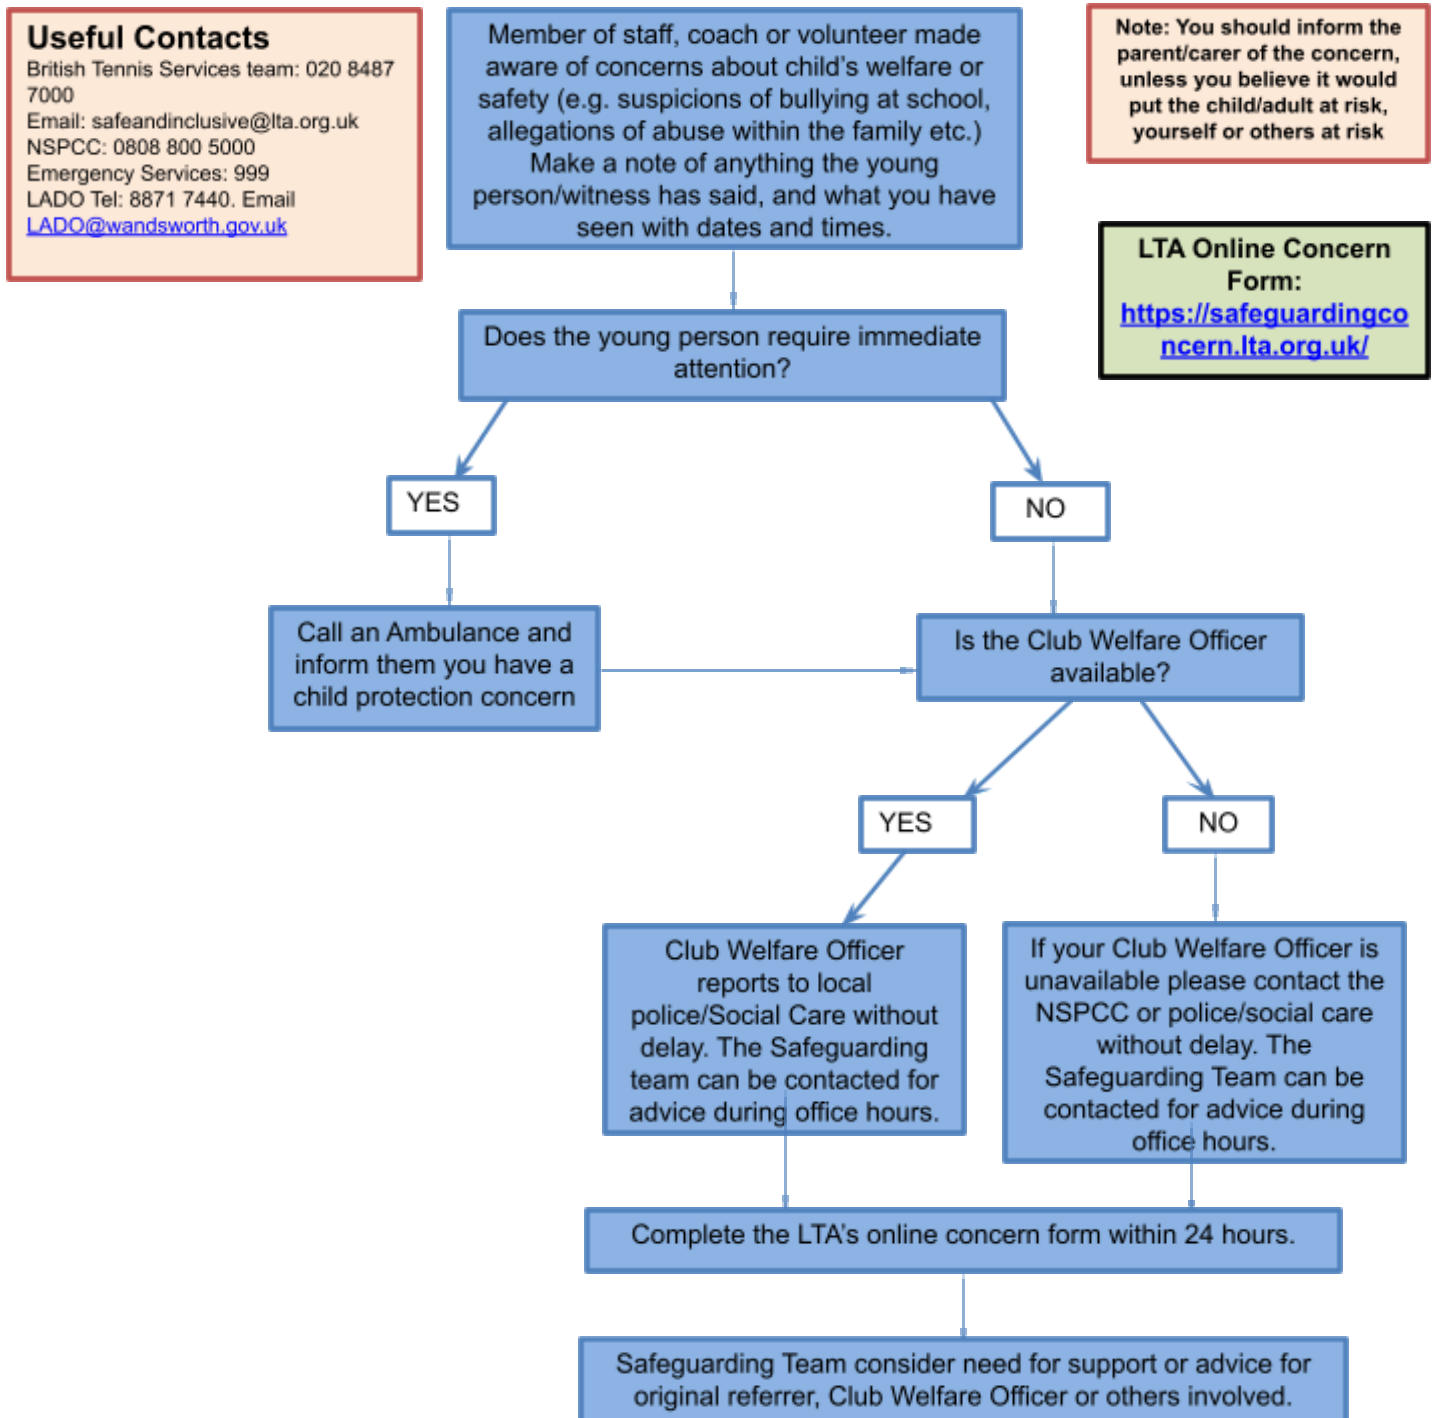 Useful Contacts
British Tennis Services team: 020 8487
7000
Email: safeandinclusive@lta.org.uk
NSPCC: 0808 800 5000
Emergency Services: 999
LADO Tel: 8871 7440. Email
LADO@wandsworth.gov.uk
Member of staff, coach or volunteer made
aware of concerns about child's welfare or
safety (e.g. suspicions of bullying at school,
allegations of abuse within the family etc.)
Make a note of anything the young
person/witness has said, and what you have
seen with dates and times.
Note: You should inform the
parent/carer of the concern,
unless you believe it would
put the child/adult at risk,
yourself or others at risk
LTA Online Concern
Form:
https://safeguardingco
ncern.lta.org.uk/
Does the young person require immediate
attention?
YES
NO
Call an Ambulance and
inform them you have a
child protection concern
Is the Club Welfare Officer
available?
YES
NO
Club Welfare Officer
reports to local
police/Social Care without
delay. The Safeguarding
team can be contacted for
advice during office hours.
If your Club Welfare Officer is
unavailable please contact the
NSPCC or police/social care
without delay. The
Safeguarding Team can be
contacted for advice during
office hours.
Complete the LTA's online concern form within 24 hours.
Safeguarding Team consider need for support or advice for
original referrer, Club Welfare Officer or others involved.